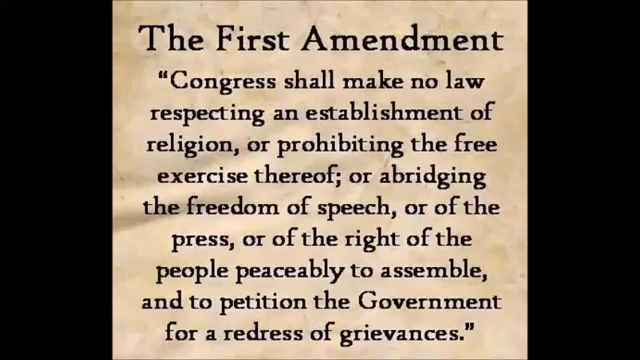 The First Amendment
“Congress shall make no law
respecting an establishment of
religion, or prohibiting the free
exercise thereof; or abridging
the freedom of speech, or of the
press, or of the right of the
people peaceably to assemble,
and to petition the Government
for a redress of grievances.”